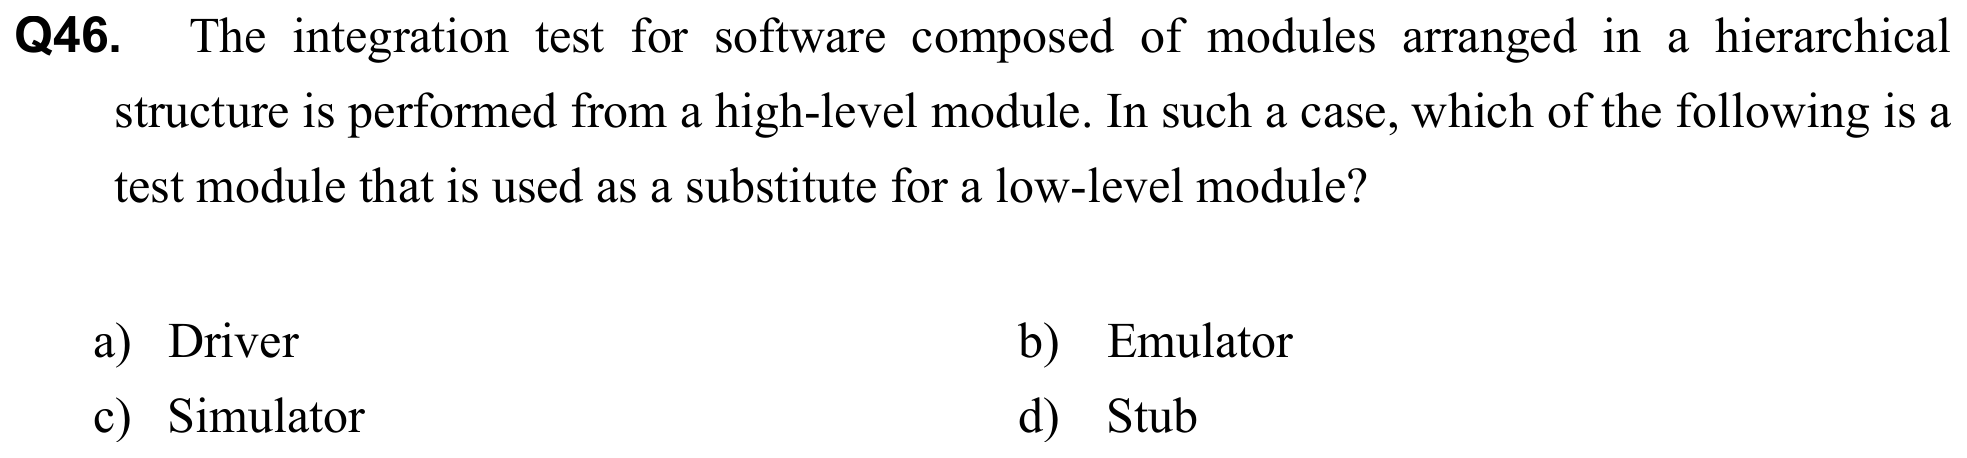 Q46. The integration test for software composed of modules arranged in a hierarchical
structure is performed from a high-level module. In such a case, which of the following is a
test module that is used as a substitute for a low-level module?
a) Driver b) Emulator
c) Simulator d) Stub